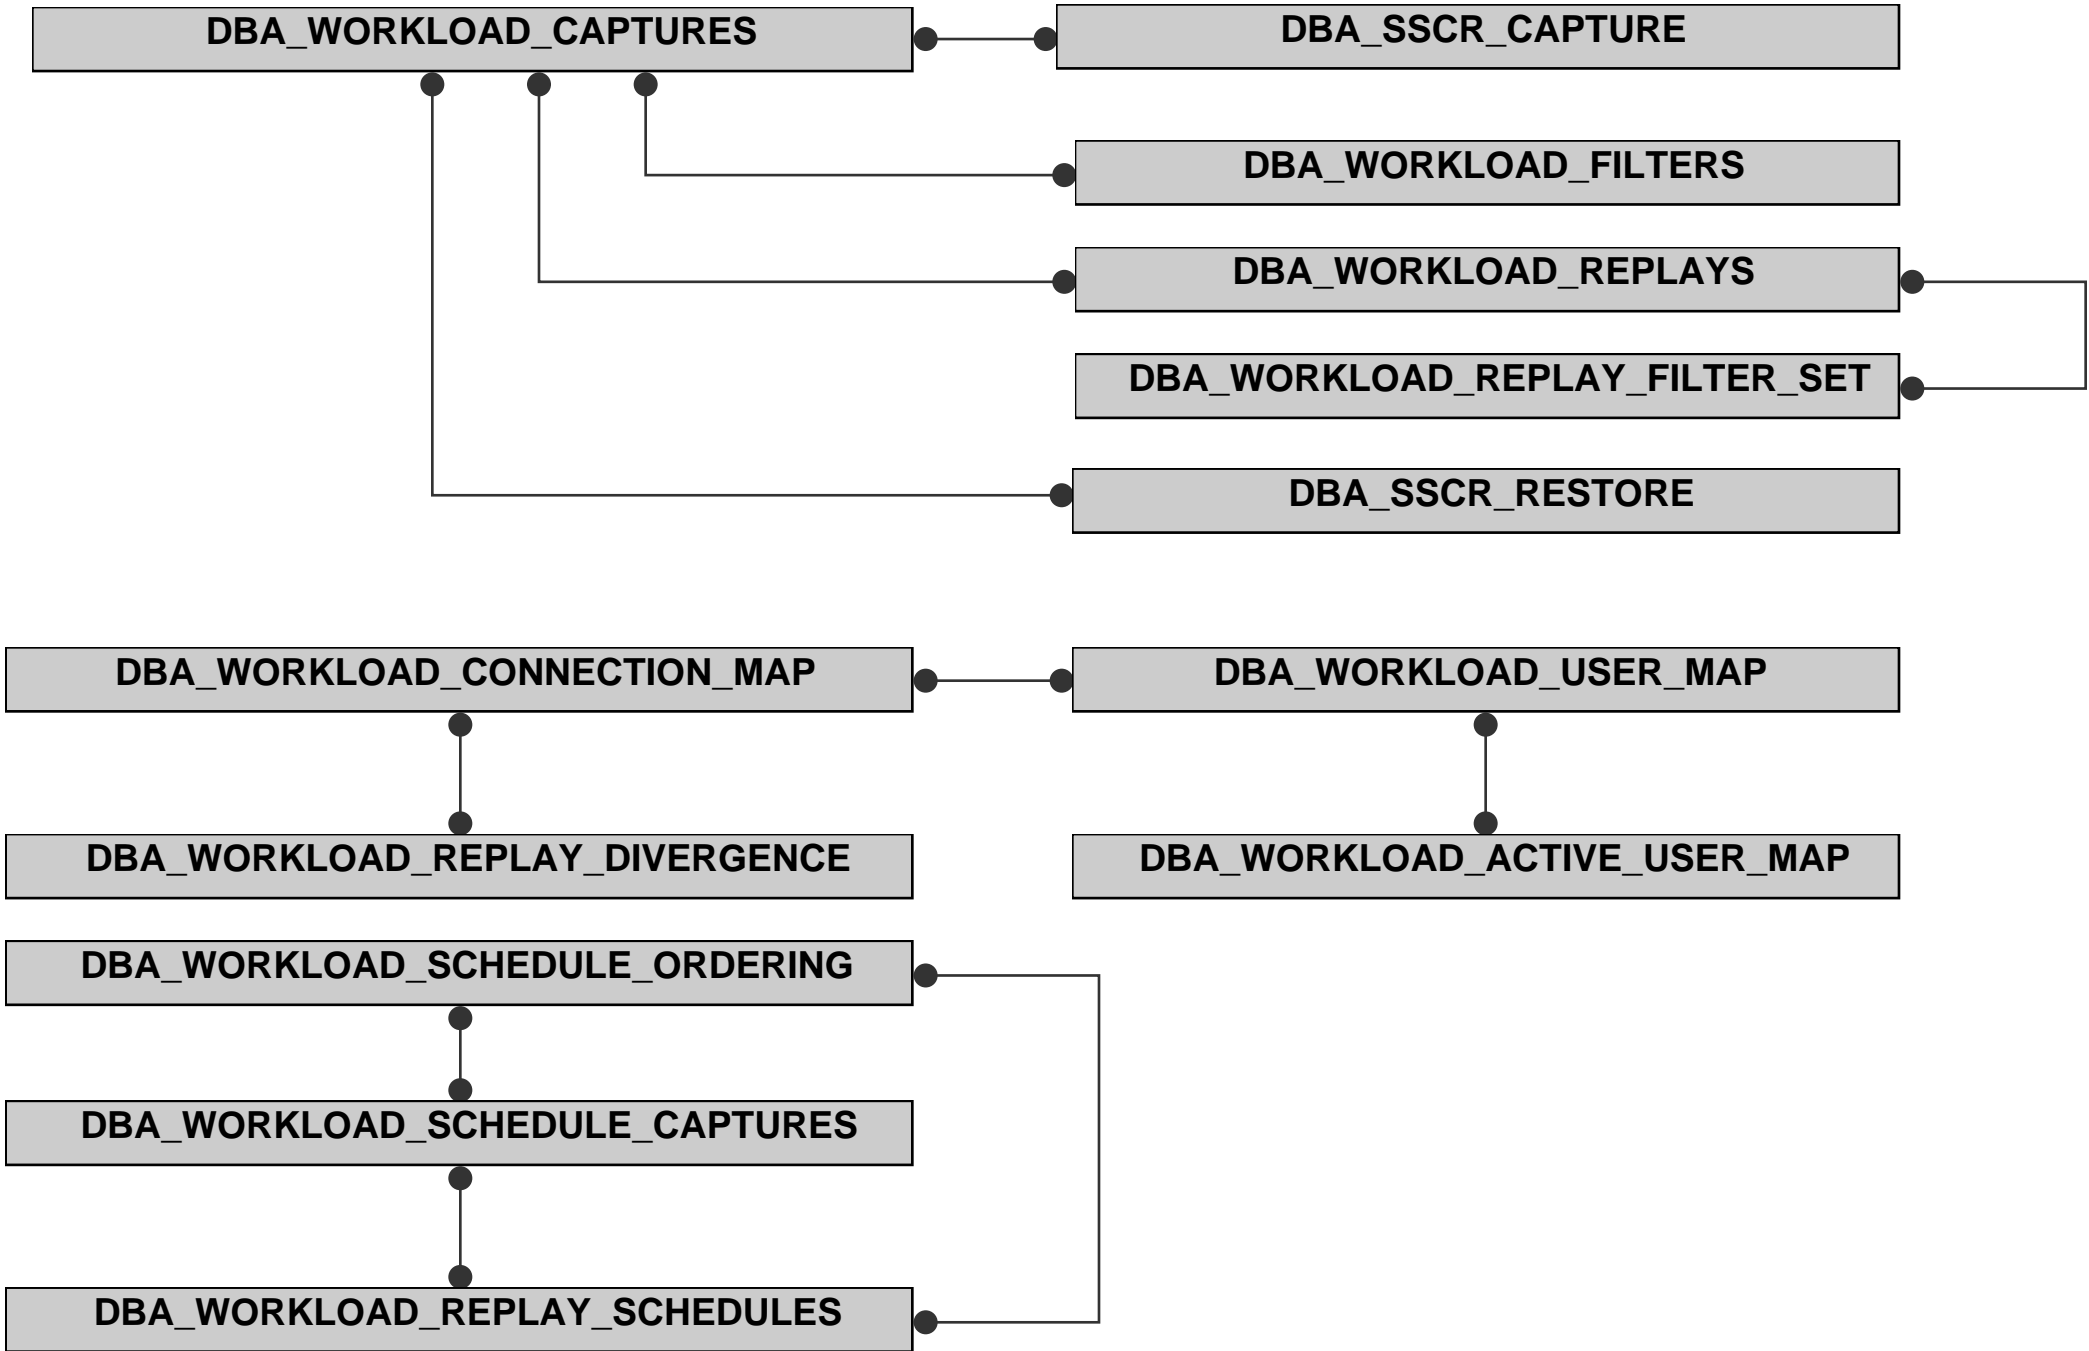 DBA_WORKLOAD_CAPTURES
DBA_SSCR_CAPTURE
DBA_WORKLOAD_FILTERS
DBA_WORKLOAD_REPLAYS
DBA_WORKLOAD_REPLAY_FILTER_SET
DBA_SSCR_RESTORE
DBA_WORKLOAD_CONNECTION_MAP
DBA_WORKLOAD_USER_MAP
DBA_WORKLOAD_REPLAY_DIVERGENCE
DBA_WORKLOAD_ACTIVE_USER_MAP
DBA_WORKLOAD_SCHEDULE_ORDERING
DBA_WORKLOAD_SCHEDULE_CAPTURES
DBA_WORKLOAD_REPLAY_SCHEDULES